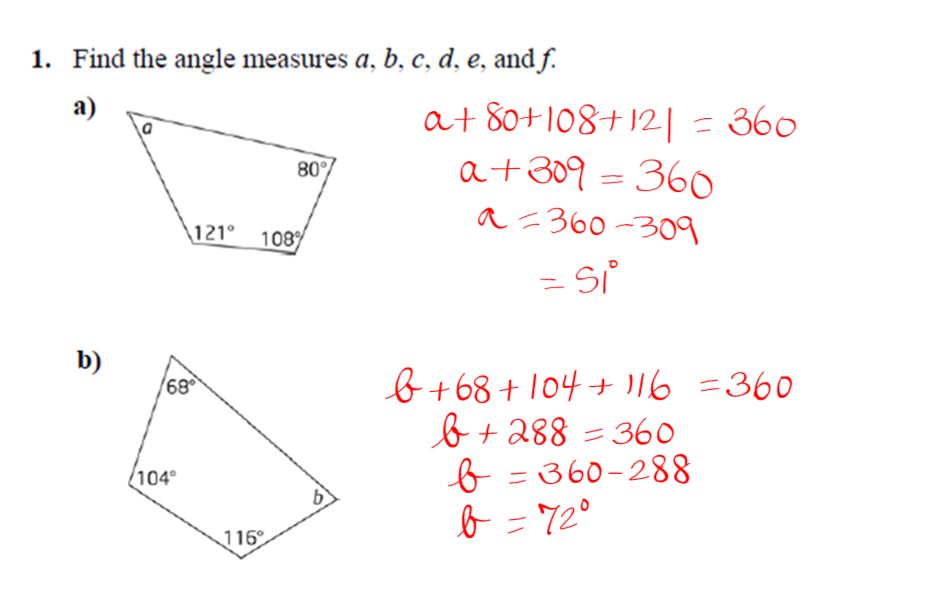 1. Find the angle measures a, b, c, d, e, and f.
a)
a
80°
121° 108°
a+80+108+121 = 360
a+309 = 360
a = 360-309
= 51°
b)
68°
104°
b
116°
b+68+104+116 = 360
b+288 = 360
b = 360-288
b = 72°